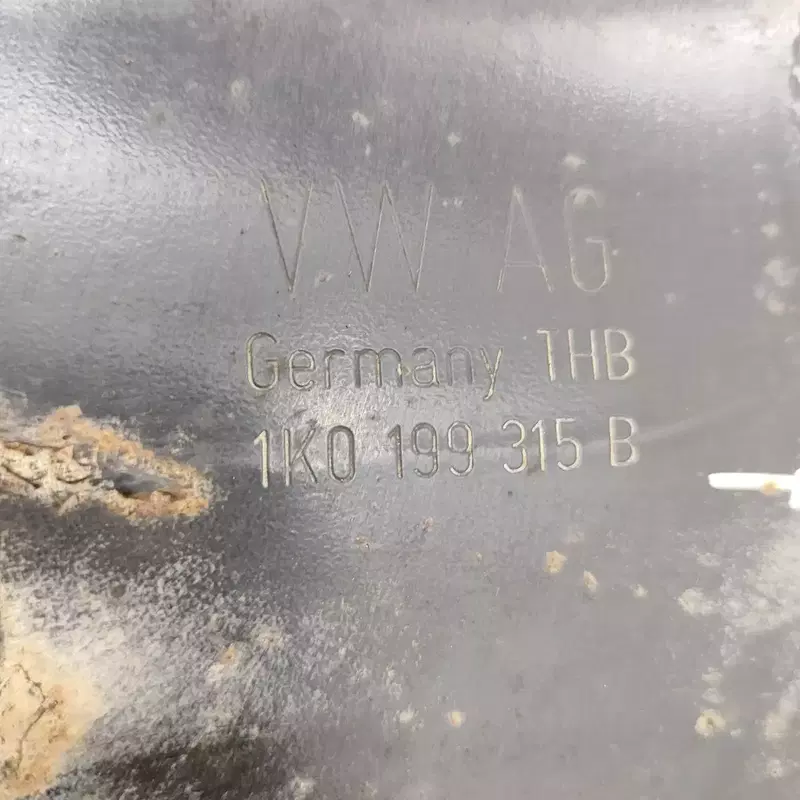 VW AG
Germany THB
1K0 199 315 B